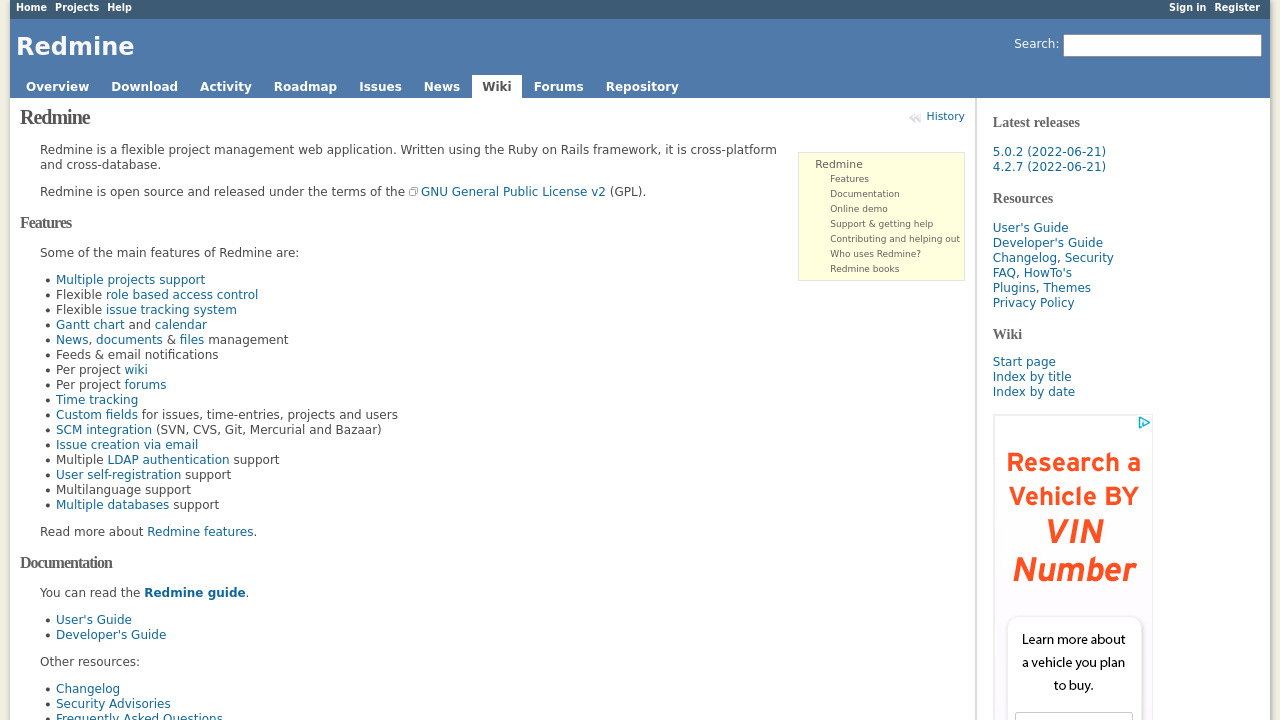 Home Projects Help Sign in Register
Redmine
Search:
Overview Download Activity Roadmap Issues News Wiki Forums Repository
History
Redmine
Redmine is a flexible project management web application. Written using the Ruby on Rails framework, it is cross-platform
and cross-database.
Redmine is open source and released under the terms of the GNU General Public License v2 (GPL).
Features
Some of the main features of Redmine are:
• Multiple projects support
• Flexible role based access control
• Flexible issue tracking system
• Gantt chart and calendar
• News, documents & files management
• Feeds & email notifications
• Per project wiki
• Per project forums
• Time tracking
• Custom fields for issues, time-entries, projects and users
• SCM integration (SVN, CVS, Git, Mercurial and Bazaar)
• Issue creation via email
• Multiple LDAP authentication support
• User self-registration support
• Multilanguage support
• Multiple databases support
Read more about Redmine features.
Documentation
You can read the Redmine guide.
• User's Guide
• Developer's Guide
Other resources:
• Changelog
• Security Advisories
• Frequently Asked Questions
Redmine
Features
Documentation
Online demo
Support & getting help
Contributing and helping out
Who uses Redmine?
Redmine books
Latest releases
5.0.2 (2022-06-21)
4.2.7 (2022-06-21)
Resources
User's Guide
Developer's Guide
Changelog, Security
FAQ, HowTo's
Plugins, Themes
Privacy Policy
Wiki
Start page
Index by title
Index by date
Research a
Vehicle BY
VIN
Number
Learn more about
a vehicle you plan
to buy.